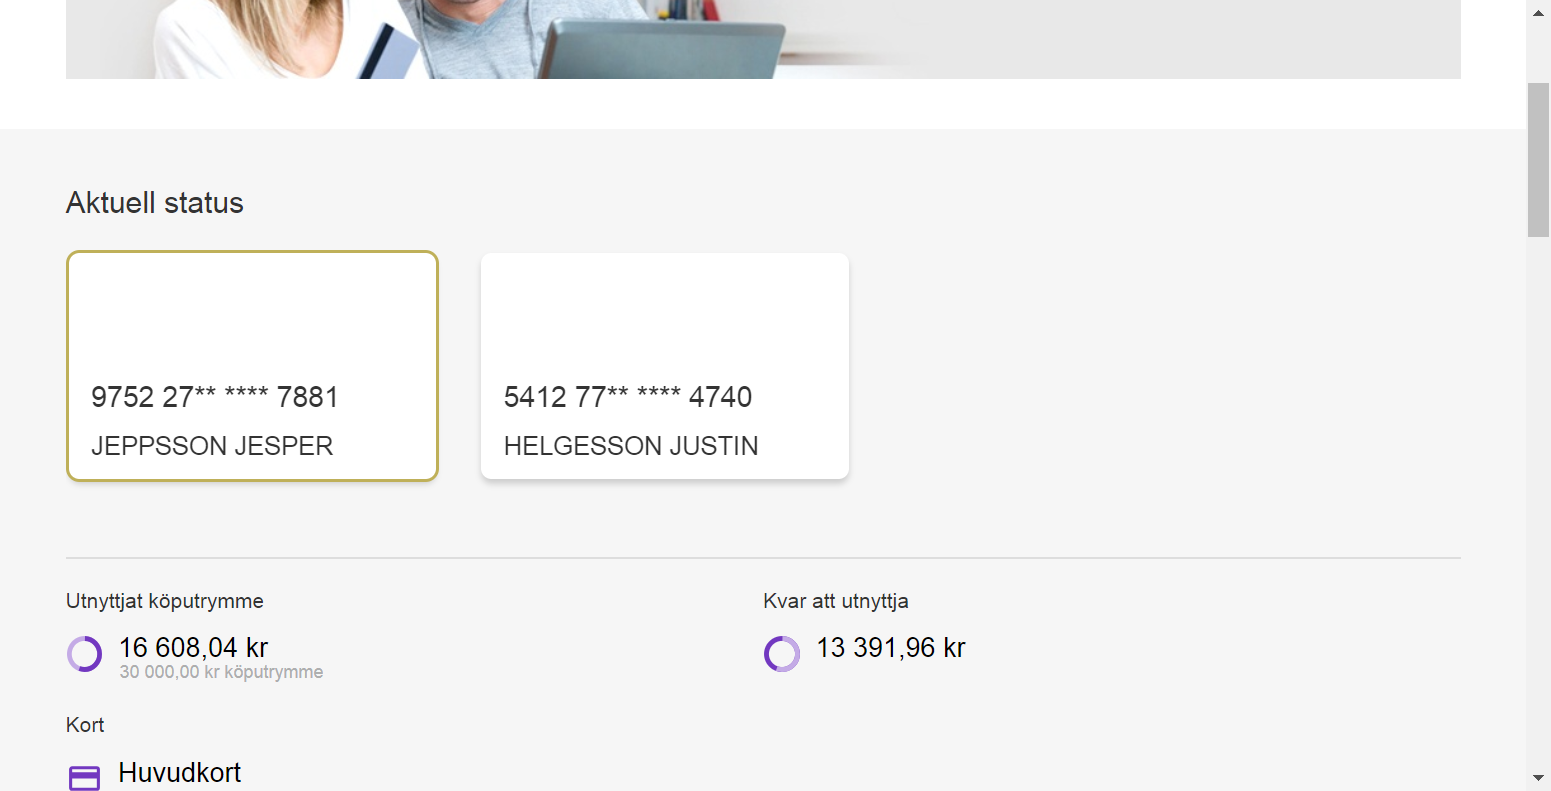 Aktuell status
9752 27** **** 7881
JEPPSSON JESPER
5412 77** **** 4740
HELGESSON JUSTIN
Utnyttjat köputrymme
16 608,04 kr
30 000,00 kr köputrymme
Kvar att utnyttja
13 391,96 kr
Kort
Huvudkort